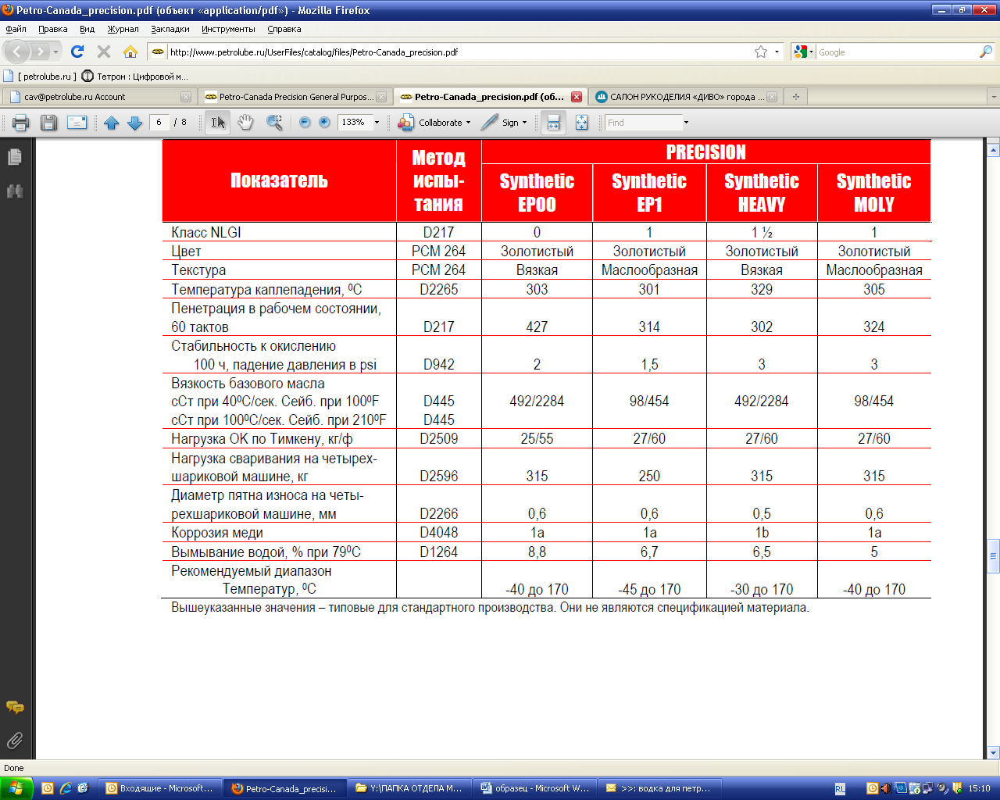 Petro-Canada_precision.pdf (объект «application/pdf») - Mozilla Firefox
Файл Правка Вид Журнал Закладки Инструменты Справка
http://www.petrolube.ru/UserFiles/catalog/files/Petro-Canada_precision.pdf Google
[ petrolube.ru ] Тетрон : Цифровой м...
cav@petrolube.ru Account Petro-Canada Precision General Purpos... Petro-Canada_precision.pdf (об... САЛОН РУКОДЕЛИЯ «ДИВО» города ...
6 / 8 133% Collaborate Sign Find
Показатель Метод испы- тания PRECISION
Synthetic EP00 Synthetic EP1 Synthetic HEAVY Synthetic MOLY
Класс NLGI D217 0 1 1 ½ 1
Цвет PCM 264 Золотистый Золотистый Золотистый Золотистый
Текстура PCM 264 Вязкая Маслообразная Вязкая Маслообразная
Температура каплепадения, ⁰C D2265 303 301 329 305
Пенетрация в рабочем состоянии,
60 тактов D217 427 314 302 324
Стабильность к окислению
100 ч, падение давления в psi D942 2 1,5 3 3
Вязкость базового масла
сСт при 40⁰C/сек. Сейб. при 100⁰F D445 492/2284 98/454 492/2284 98/454
сСт при 100⁰C/сек. Сейб. при 210⁰F D445
Нагрузка OK по Тимкену, кг/ф D2509 25/55 27/60 27/60 27/60
Нагрузка сваривания на четырех-
шариковой машине, кг D2596 315 250 315 315
Диаметр пятна износа на четы-
рехшариковой машине, мм D2266 0,6 0,6 0,5 0,6
Коррозия меди D4048 1a 1a 1b 1a
Вымывание водой, % при 79⁰C D1264 8,8 6,7 6,5 5
Рекомендуемый диапазон
Температур, ⁰C -40 до 170 -45 до 170 -30 до 170 -40 до 170
Вышеуказанные значения – типовые для стандартного производства. Они не являются спецификацией материала.
Done
Входящие - Microsoft... Petro-Canada_precisi... Y:\ПАПКА ОТДЕЛА М... образец - Microsoft W... >>: водка для петр... RL 15:10